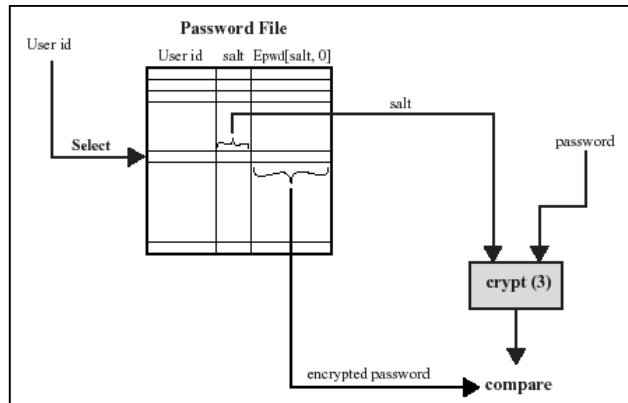 Password File
User id
User id salt Epwd[salt, 0]
salt
Select
password
crypt (3)
encrypted password
compare